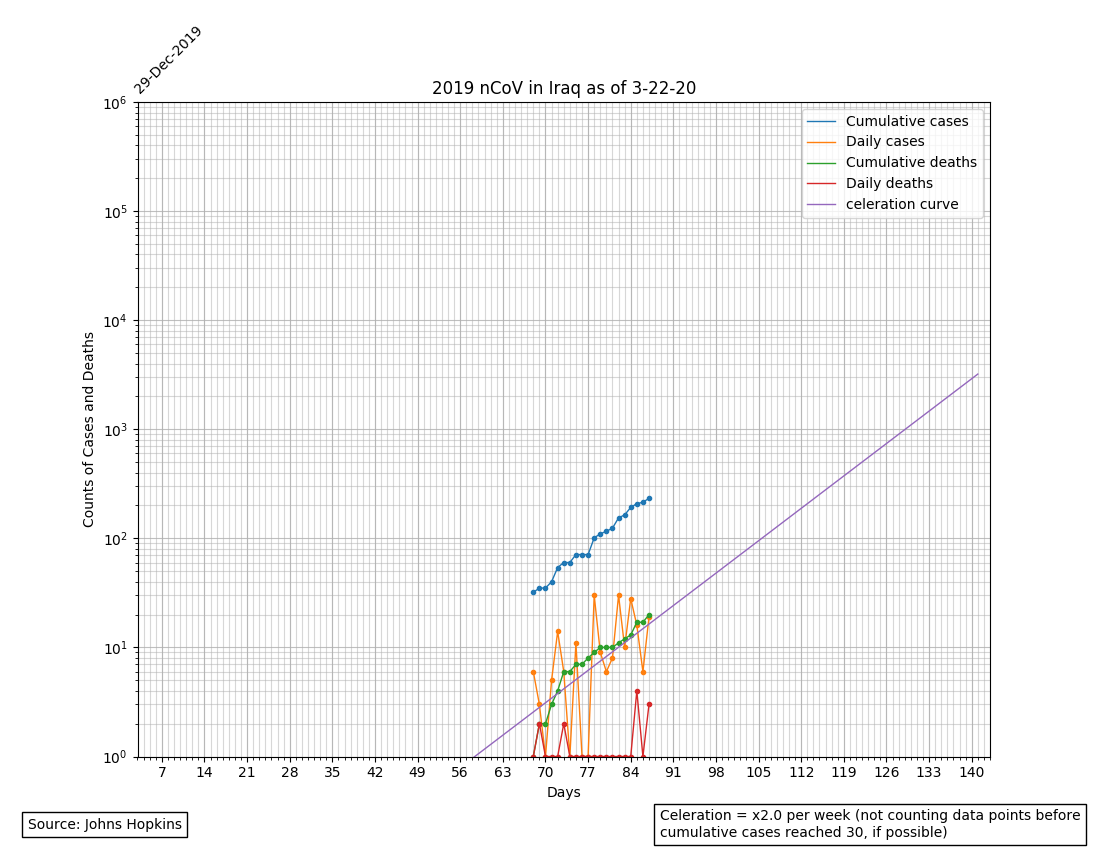 29-Dec-2019
2019 nCoV in Iraq as of 3-22-20
10^6
10^5
10^4
10^3
10^2
10^1
10^0
Counts of Cases and Deaths
Cumulative cases
Daily cases
Cumulative deaths
Daily deaths
celeration curve
7 14 21 28 35 42 49 56 63 70 77 84 91 98 105 112 119 126 133 140
Days
Source: Johns Hopkins
Celeration = x2.0 per week (not counting data points before
cumulative cases reached 30, if possible)